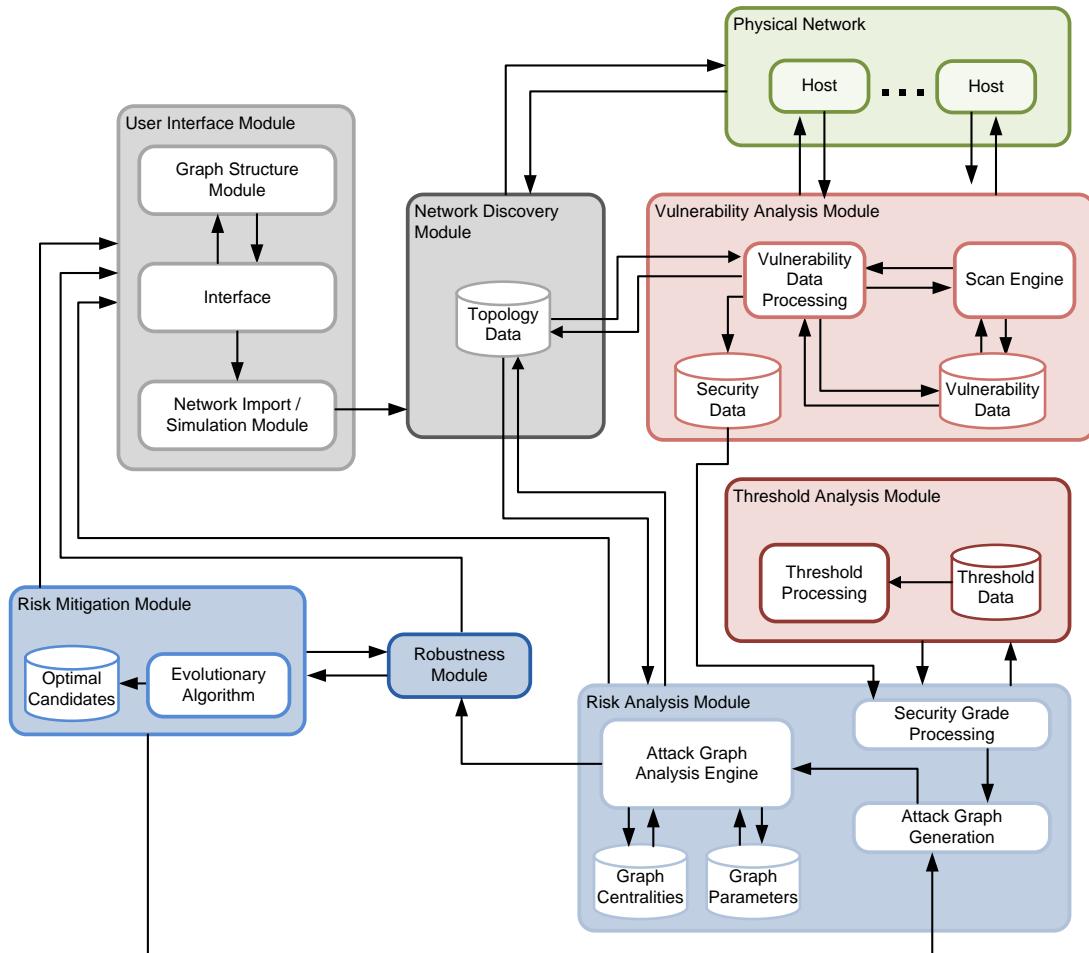 Physical Network
Host
Host
User Interface Module
Graph Structure
Module
Interface
Network Import /
Simulation Module
Network Discovery
Module
Topology
Data
Vulnerability Analysis Module
Vulnerability
Data
Processing
Scan Engine
Security
Data
Vulnerability
Data
Threshold Analysis Module
Threshold
Processing
Threshold
Data
Risk Mitigation Module
Optimal
Candidates
Evolutionary
Algorithm
Robustness
Module
Risk Analysis Module
Security Grade
Processing
Attack Graph
Analysis Engine
Attack Graph
Generation
Graph
Centralities
Graph
Parameters